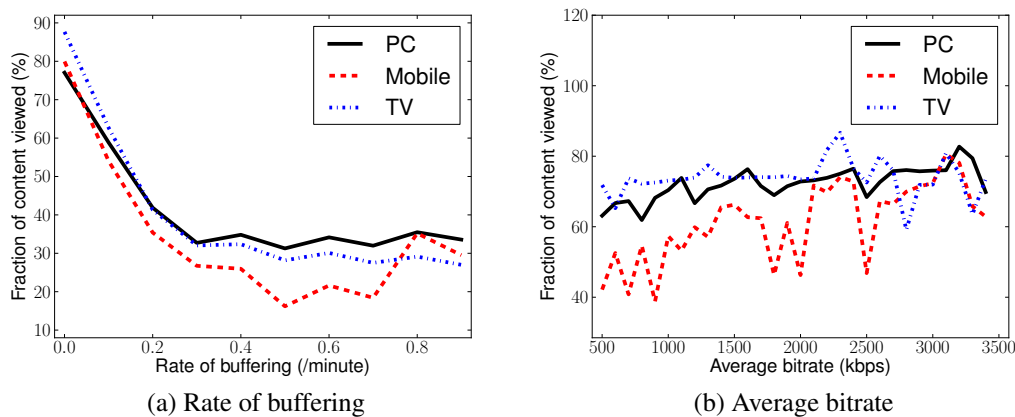 90
80
70
60
50
40
30
20
10
Fraction of content viewed (%)
PC
Mobile
TV
0.0 0.2 0.4 0.6 0.8
Rate of buffering (/minute)
(a) Rate of buffering
120
100
80
60
40
Fraction of content viewed (%)
PC
Mobile
TV
500 1000 1500 2000 2500 3000 3500
Average bitrate (kbps)
(b) Average bitrate